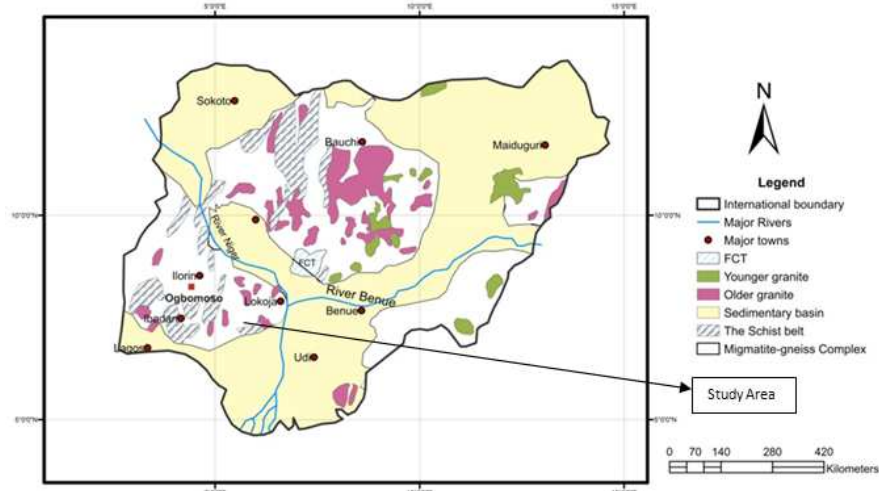 5°0'0"E 10°0'0"E 15°0'0"E
Sokoto
Bauchi
Maiduguri
10°0'0"N 10°0'0"N
River Niger
FCT
Ilorin
Ogbomoso
River Benue
Lokoja
Benue
Ibadan
Lagos
Udi
5°0'0"N 5°0'0"N
N
Legend
International boundary
Major Rivers
Major towns
FCT
Younger granite
Older granite
Sedimentary basin
The Schist belt
Migmatite-gneiss Complex
Study Area
0 70 140 280 420
Kilometers